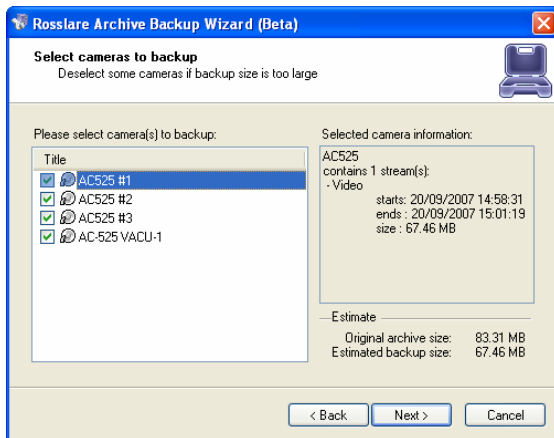 Rosslare Archive Backup Wizard (Beta)
Select cameras to backup
Deselect some cameras if backup size is too large
Please select camera(s) to backup:
Title
AC525 #1
AC525 #2
AC525 #3
AC-525 VACU-1
Selected camera information:
AC525
contains 1 stream(s):
- Video
starts: 20/09/2007 14:58:31
ends : 20/09/2007 15:01:19
size : 67.46 MB
Estimate
Original archive size: 83.31 MB
Estimated backup size: 67.46 MB
< Back
Next >
Cancel